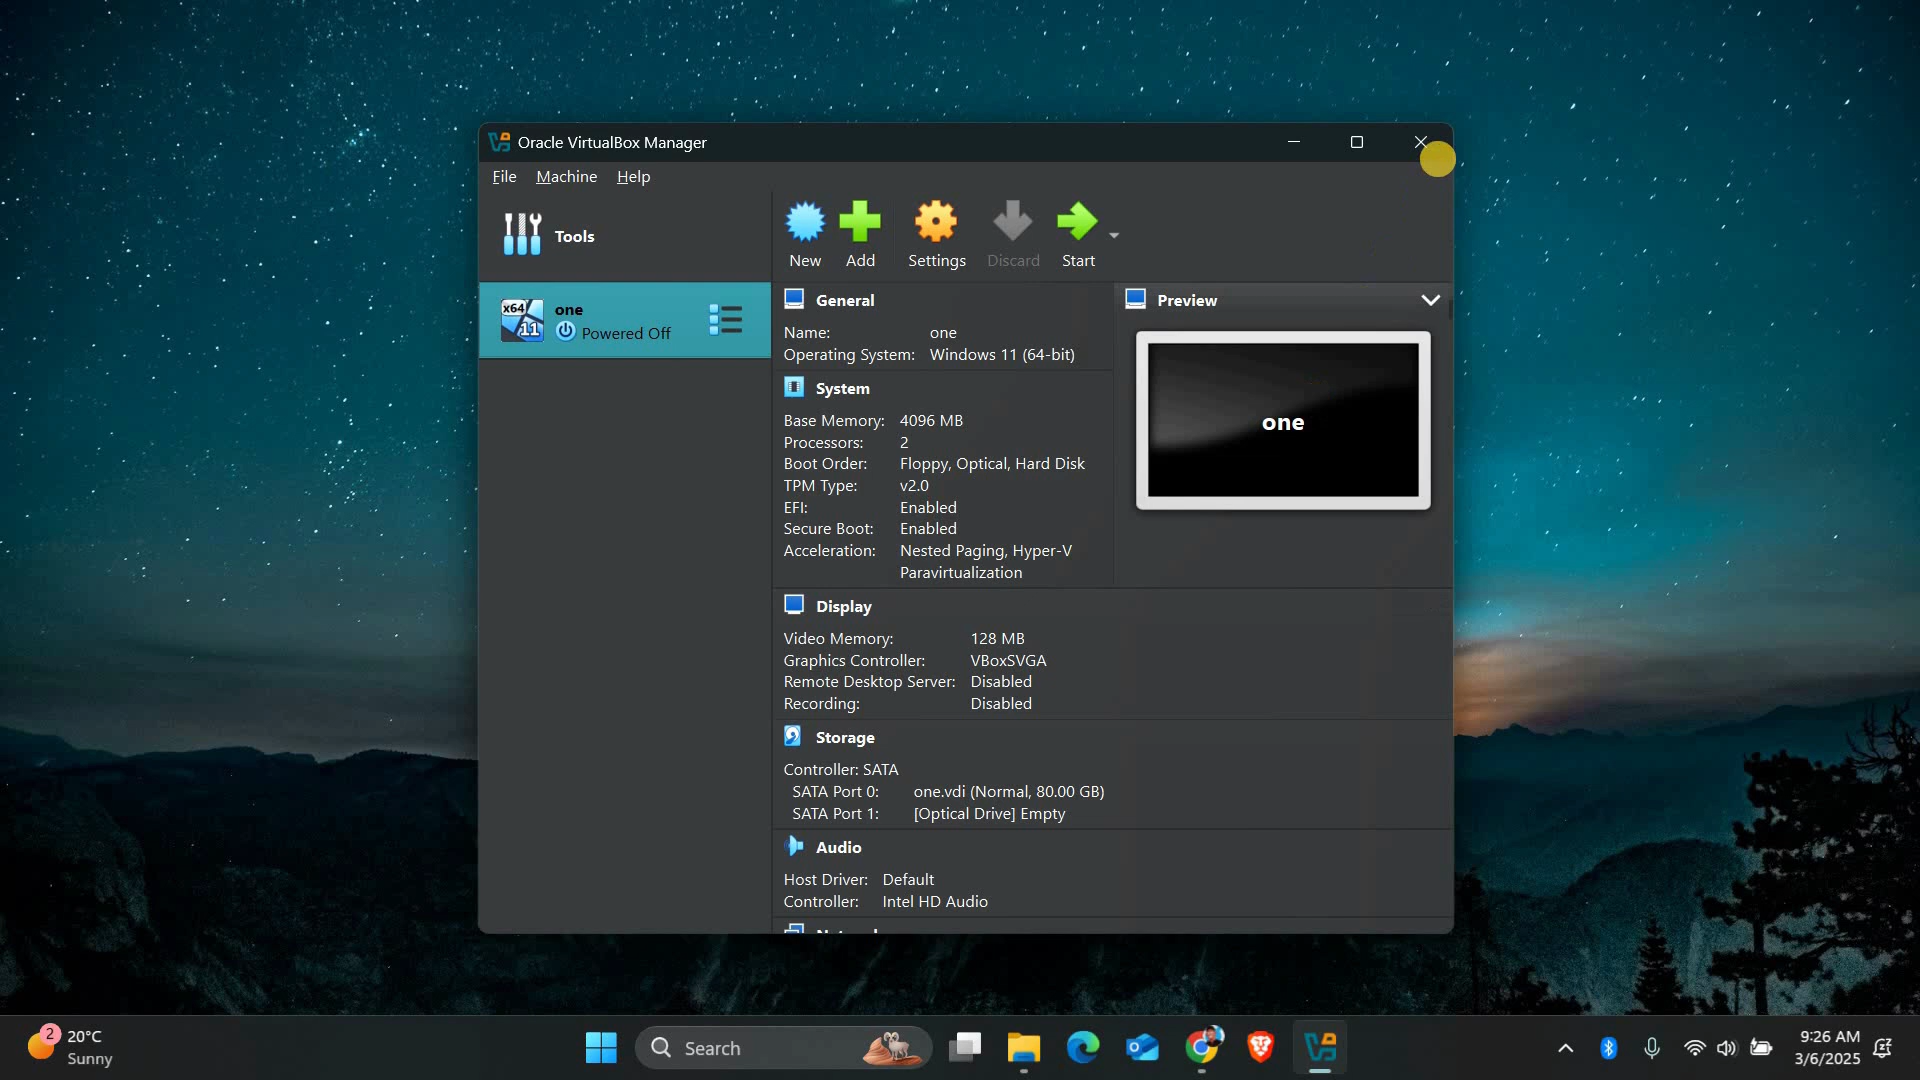 Oracle VirtualBox Manager
File Machine Help
Tools
New Add Settings Discard Start
x64 11
one
Powered Off
General
Name: one
Operating System: Windows 11 (64-bit)
Preview
one
System
Base Memory: 4096 MB
Processors: 2
Boot Order: Floppy, Optical, Hard Disk
TPM Type: v2.0
EFI: Enabled
Secure Boot: Enabled
Acceleration: Nested Paging, Hyper-V
Paravirtualization
Display
Video Memory: 128 MB
Graphics Controller: VBoxSVGA
Remote Desktop Server: Disabled
Recording: Disabled
Storage
Controller: SATA
SATA Port 0: one.vdi (Normal, 80.00 GB)
SATA Port 1: [Optical Drive] Empty
Audio
Host Driver: Default
Controller: Intel HD Audio
2
20°C
Sunny
Search
9:26 AM
3/6/2025